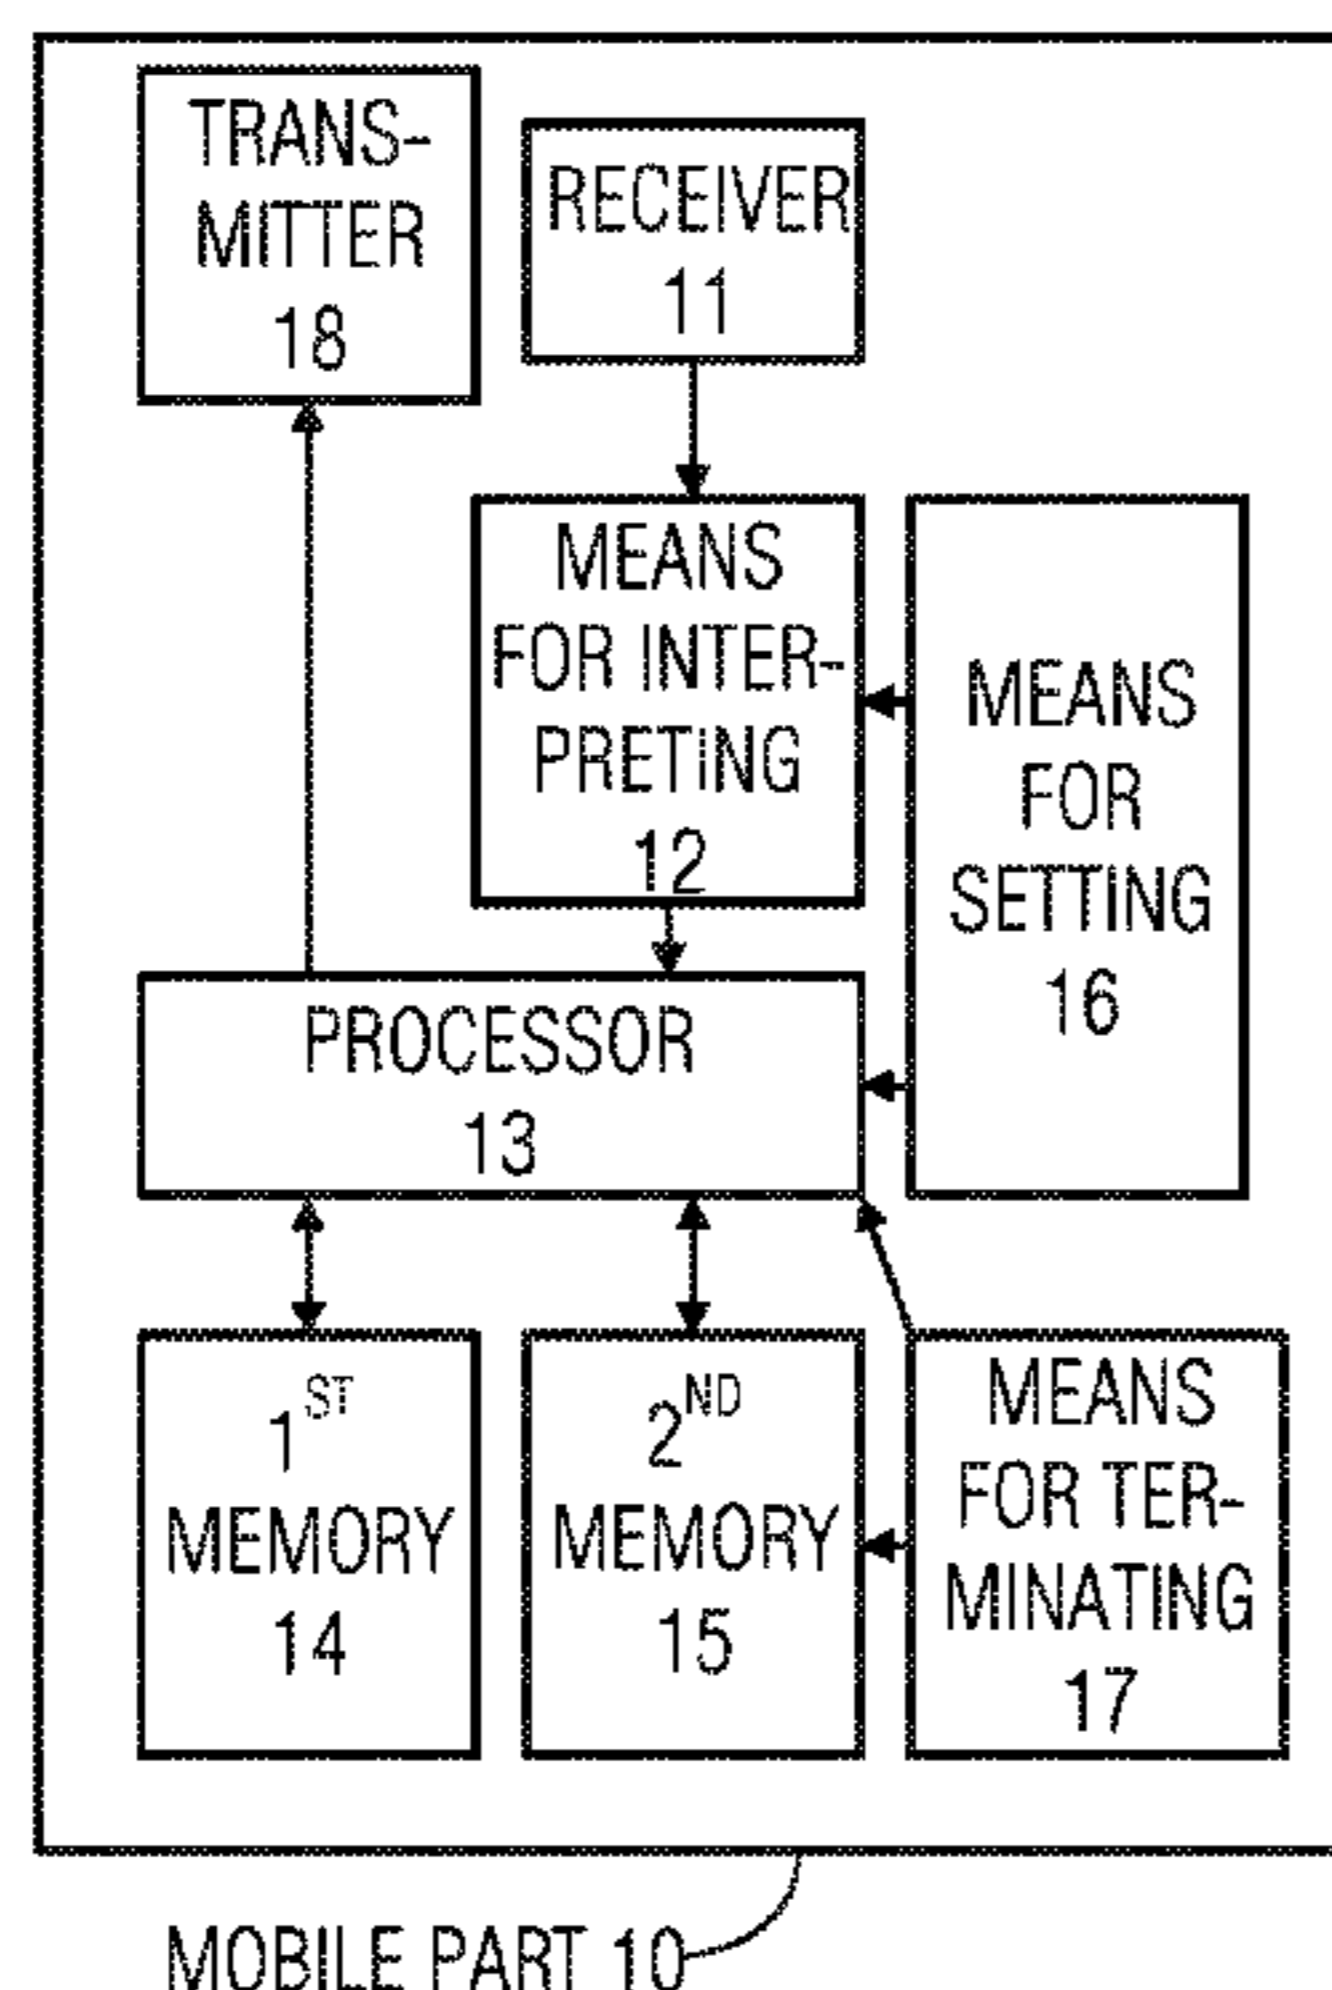 TRANS-
MITTER
18
RECEIVER
11
MEANS
FOR INTER-
PRETING
12
MEANS
FOR
SETTING
16
PROCESSOR
13
1ST
MEMORY
14
2ND
MEMORY
15
MEANS
FOR TER-
MINATING
17
MOBILE PART 10